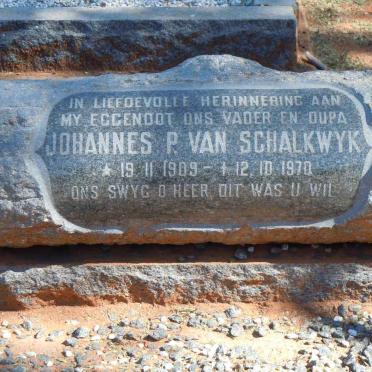 IN LIEFDEVOLLE HERINNERING AAN
MY EGGENOOT ONS VADER EN OUPA
JOHANNES P. VAN SCHALKWYK
★ 19.11.1909 - † 12.10.1970
ONS SWYG O HEER DIT WAS U WIL